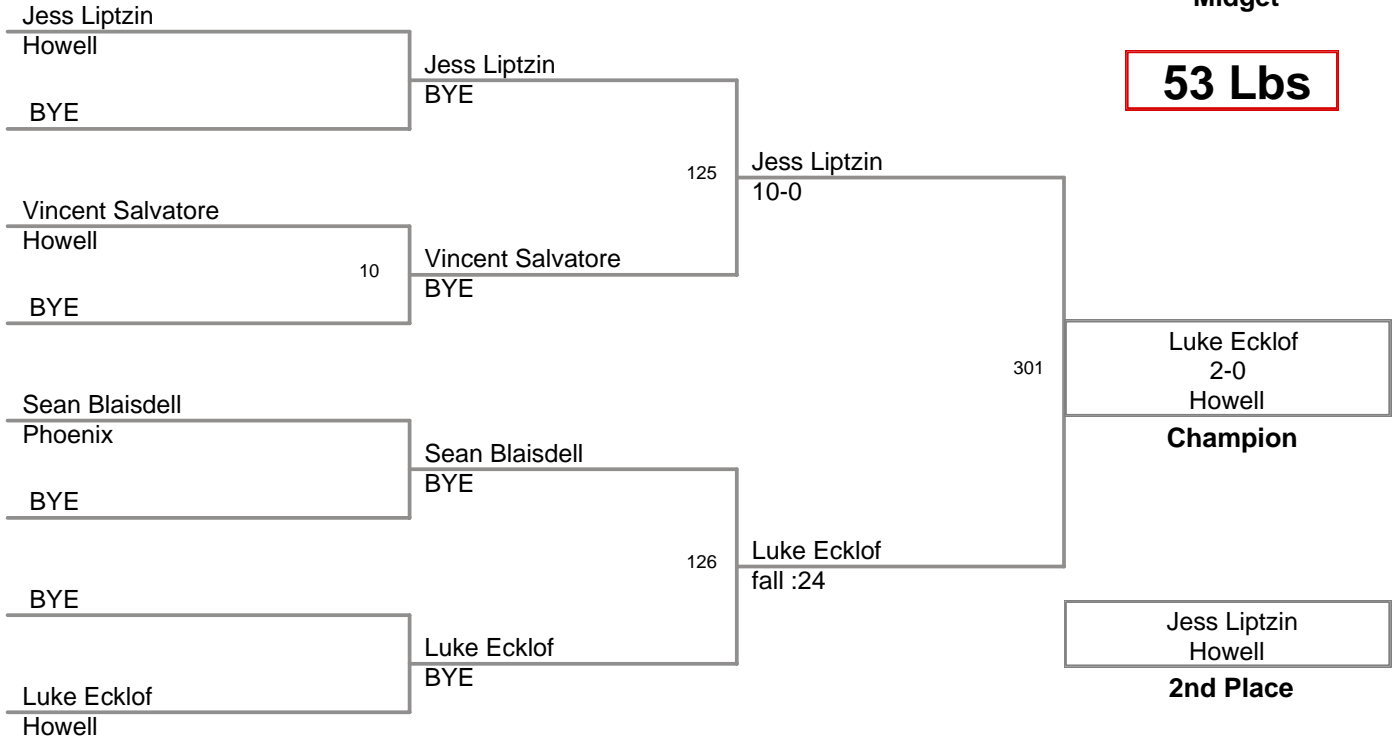 Midget
53 Lbs
Jess Liptzin
Howell
BYE
Vincent Salvatore
Howell
BYE
10
Sean Blaisdell
Phoenix
BYE
BYE
Luke Ecklof
Howell
Jess Liptzin
BYE
Vincent Salvatore
BYE
125
Sean Blaisdell
BYE
Luke Ecklof
BYE
126
Jess Liptzin
10-0
Luke Ecklof
fall :24
301
Luke Ecklof
2-0
Howell
Champion
Jess Liptzin
Howell
2nd Place